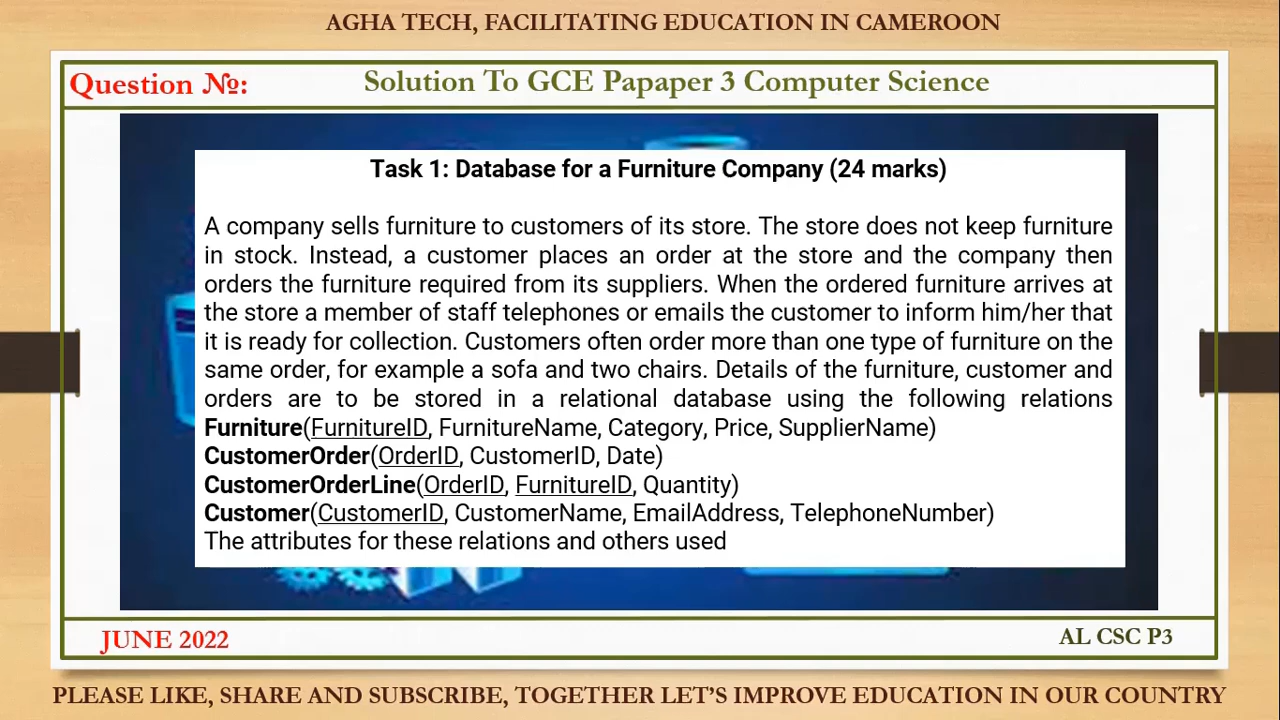 AGHA TECH, FACILITATING EDUCATION IN CAMEROON
Question №:
Solution To GCE Papaper 3 Computer Science
Task 1: Database for a Furniture Company (24 marks)
A company sells furniture to customers of its store. The store does not keep furniture
in stock. Instead, a customer places an order at the store and the company then
orders the furniture required from its suppliers. When the ordered furniture arrives at
the store a member of staff telephones or emails the customer to inform him/her that
it is ready for collection. Customers often order more than one type of furniture on the
same order, for example a sofa and two chairs. Details of the furniture, customer and
orders are to be stored in a relational database using the following relations
Furniture(FurnitureID, FurnitureName, Category, Price, SupplierName)
CustomerOrder(OrderID, CustomerID, Date)
CustomerOrderLine(OrderID, FurnitureID, Quantity)
Customer(CustomerID, CustomerName, EmailAddress, TelephoneNumber)
The attributes for these relations and others used
JUNE 2022
AL CSC P3
PLEASE LIKE, SHARE AND SUBSCRIBE, TOGETHER LET’S IMPROVE EDUCATION IN OUR COUNTRY